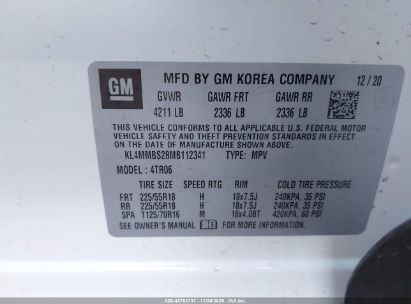 GM
MFD BY GM KOREA COMPANY 12/20
GVWR GAWR FRT GAWR RR
4211 LB 2336 LB 2336 LB
THIS VEHICLE CONFORMS TO ALL APPLICABLE U.S. FEDERAL MOTOR
VEHICLE SAFETY AND THEFT PREVENTION STANDARDS IN EFFECT
ON THE DATE OF MANUFACTURE SHOWN ABOVE.
KL4MMBS28MB112341 TYPE: MPV
MODEL: 4TR06
TIRE SIZE SPEED RTG RIM COLD TIRE PRESSURE
FRT 225/55R18 H 18x7.5J 240KPA, 35 PSI
RR 225/55R18 H 18x7.5J 240KPA, 35 PSI
SPA T125/70R16 M 16x4.0BT 420KPA, 60 PSI
SEE OWNER'S MANUAL FOR MORE INFORMATION.